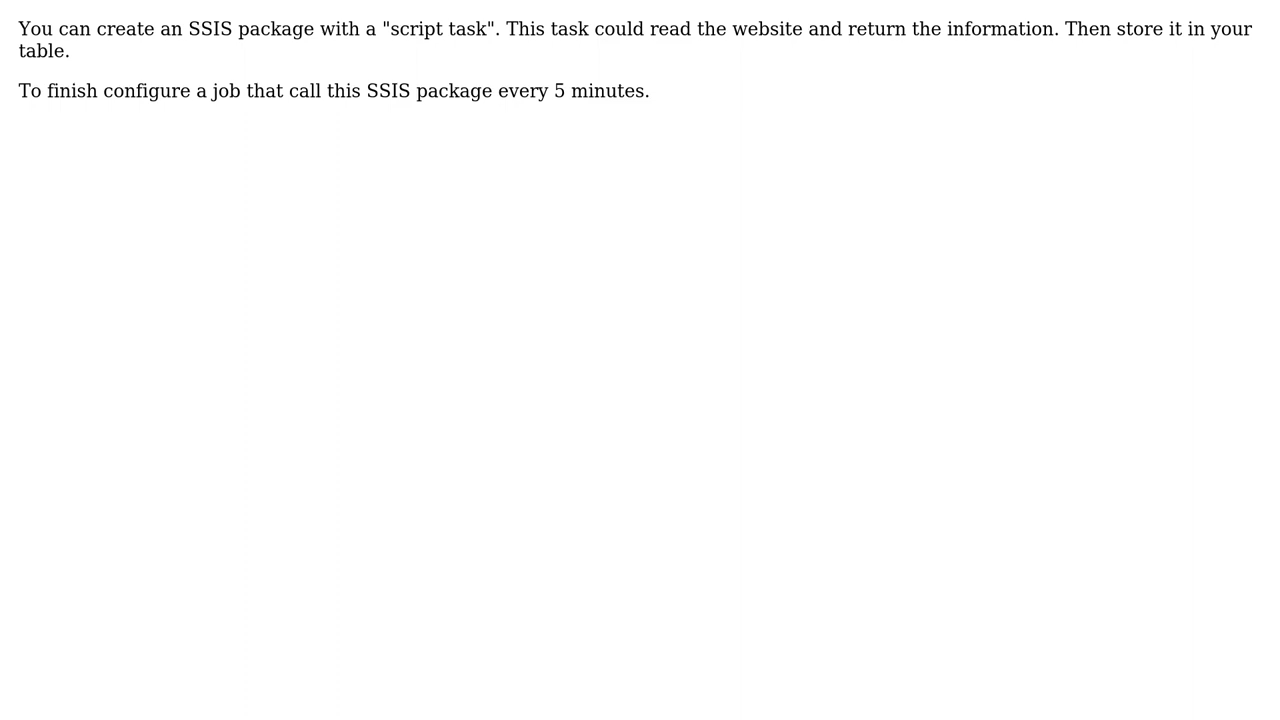 You can create an SSIS package with a "script task". This task could read the website and return the information. Then store it in your
table.
To finish configure a job that call this SSIS package every 5 minutes.